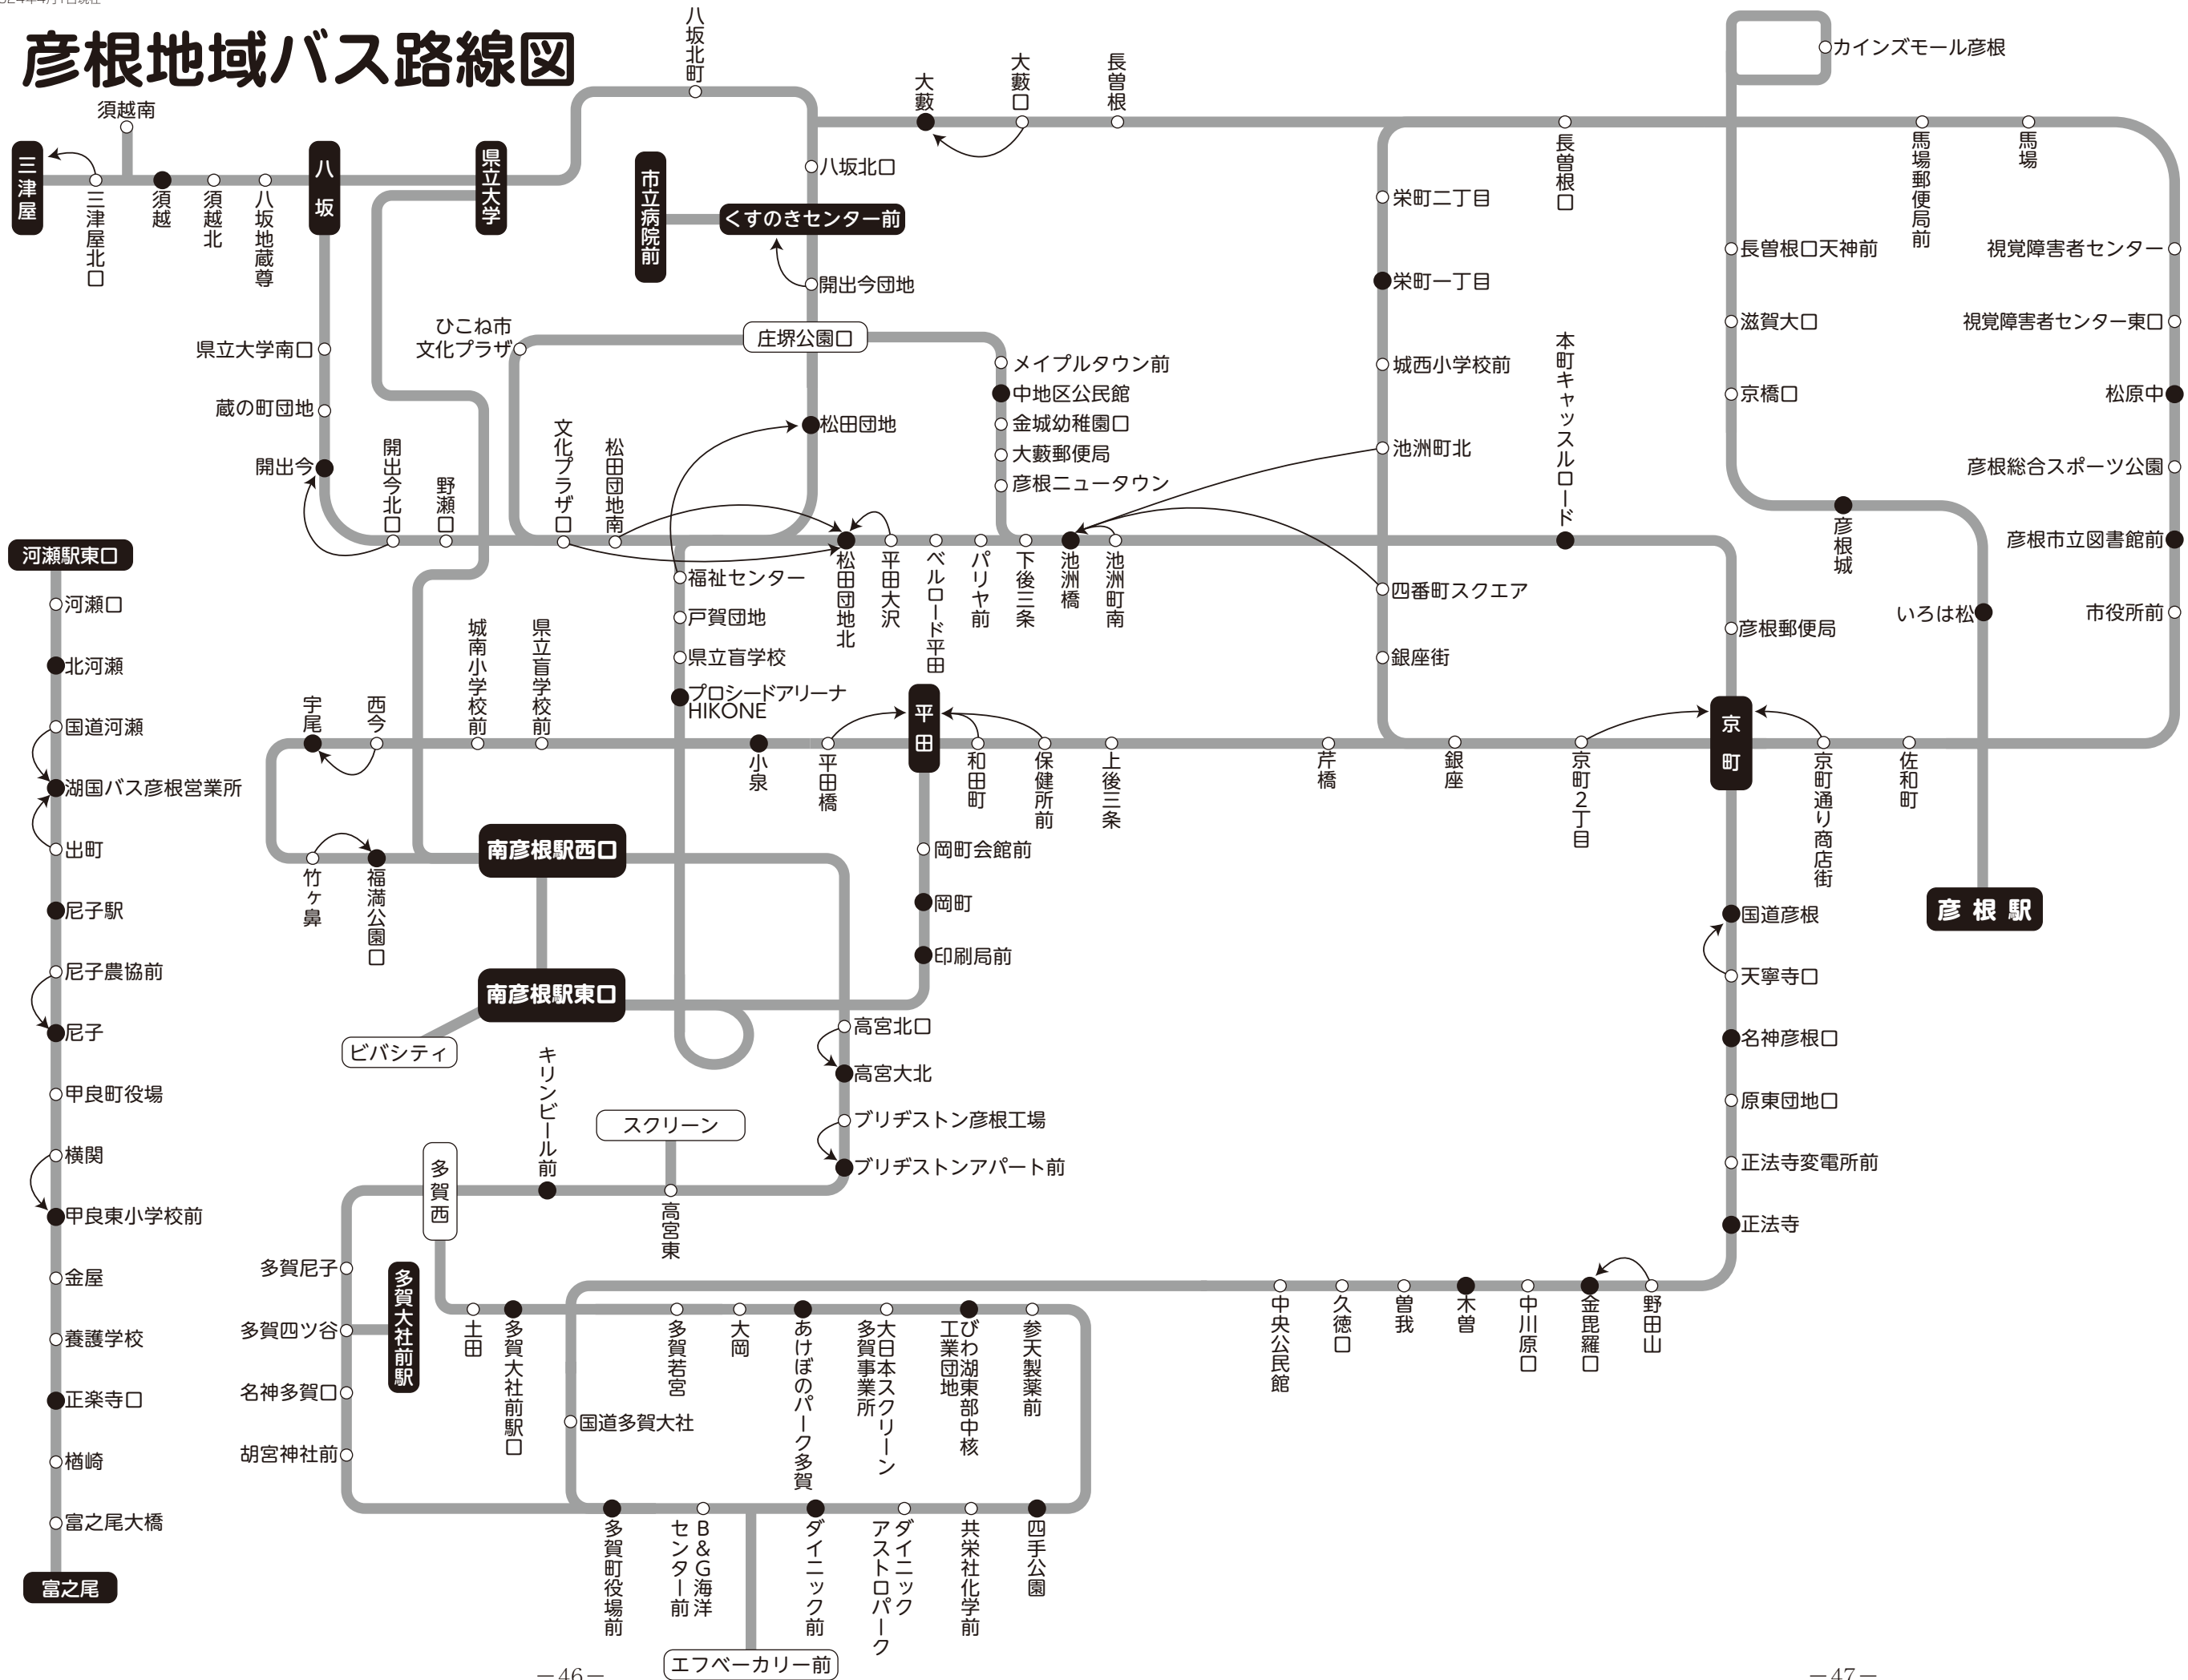 彦根地域バス路線図
八坂北町
大藪
大藪口
長曽根
カインズモール彦根
須越南
三津屋
三津屋北口
須越
須越北
八坂地蔵尊
八坂
県立大学
市立病院前
八坂北口
くすのきセンター前
開出今団地
庄堺公園口
松田団地
長曽根口
馬場郵便局前
馬場
栄町二丁目
栄町一丁目
城西小学校前
池洲町北
四番町スクエア
銀座街
本町キャッスルロード
長曽根口天神前
滋賀大口
京橋口
彦根城
いろは松
彦根駅
視覚障害者センター
視覚障害者センター東口
松原中
彦根総合スポーツ公園
彦根市立図書館前
市役所前
県立大学南口
蔵の町団地
開出今
開出今北口
野瀬口
ひこね市
文化プラザ
文化プラザ口
松田団地南
メイプルタウン前
中地区公民館
金城幼稚園口
大藪郵便局
彦根ニュータウン
松田団地北
平田大沢
ベルロード平田
パリヤ前
下後三条
池洲橋
池洲町南
福祉センター
戸賀団地
県立盲学校
プロシードアリーナ
HIKONE
彦根郵便局
宇尾
西今
城南小学校前
県立盲学校前
小泉
平田橋
平田
和田町
保健所前
上後三条
芹橋
銀座
京町2丁目
京町
京町通り商店街
佐和町
竹ヶ鼻
福満公園口
南彦根駅西口
南彦根駅東口
ビバシティ
岡町会館前
岡町
印刷局前
高宮北口
高宮大北
ブリヂストン彦根工場
ブリヂストンアパート前
キリンビール前
スクリーン
高宮東
多賀西
国道彦根
天寧寺口
名神彦根口
原東団地口
正法寺変電所前
正法寺
河瀬駅東口
河瀬口
北河瀬
国道河瀬
湖国バス彦根営業所
出町
尼子駅
尼子農協前
尼子
甲良町役場
横関
甲良東小学校前
金屋
養護学校
正楽寺口
楢崎
富之尾大橋
富之尾
多賀尼子
多賀四ツ谷
多賀大社前駅
名神多賀口
胡宮神社前
土田
多賀大社前駅口
多賀若宮
大岡
あけぼのパーク多賀
大日本スクリーン
多賀事業所
びわ湖東部中核
工業団地
参天製薬前
中央公民館
久徳口
曽我
木曽
中川原口
金毘羅口
野田山
国道多賀大社
多賀町役場前
B&G海洋
センター前
ダイニック前
ダイニック
アストロパーク
共栄社化学前
四手公園
エフベーカリー前
－46－
－47－